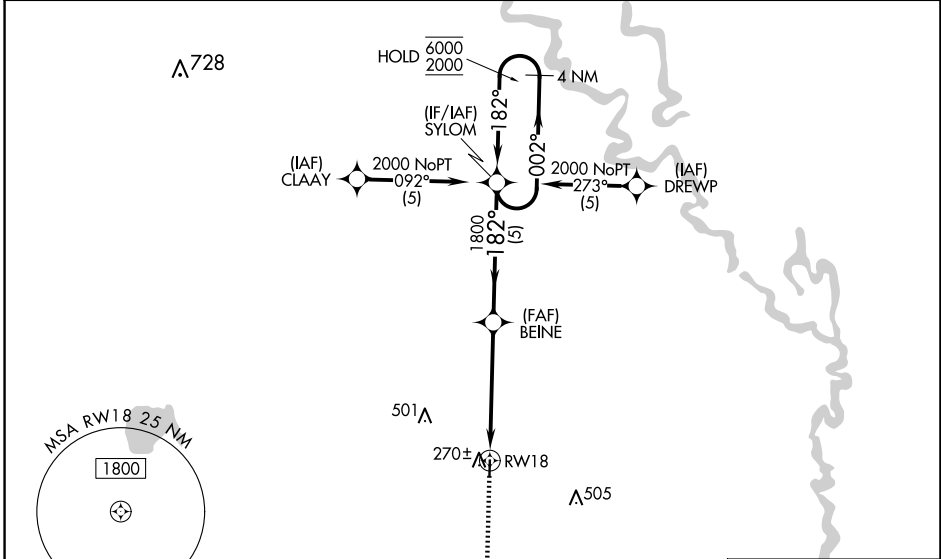 728
HOLD 6000
2000
4 NM
182°
002°
(IF/IAF)
SYLOM
(IAF)
CLAAY
2000 NoPT
092°
(5)
2000 NoPT
273°
(5)
(IAF)
DREWP
1800
182°
(5)
(FAF)
BEINE
501
270± RW18
505
MSA RW18 25 NM
1800